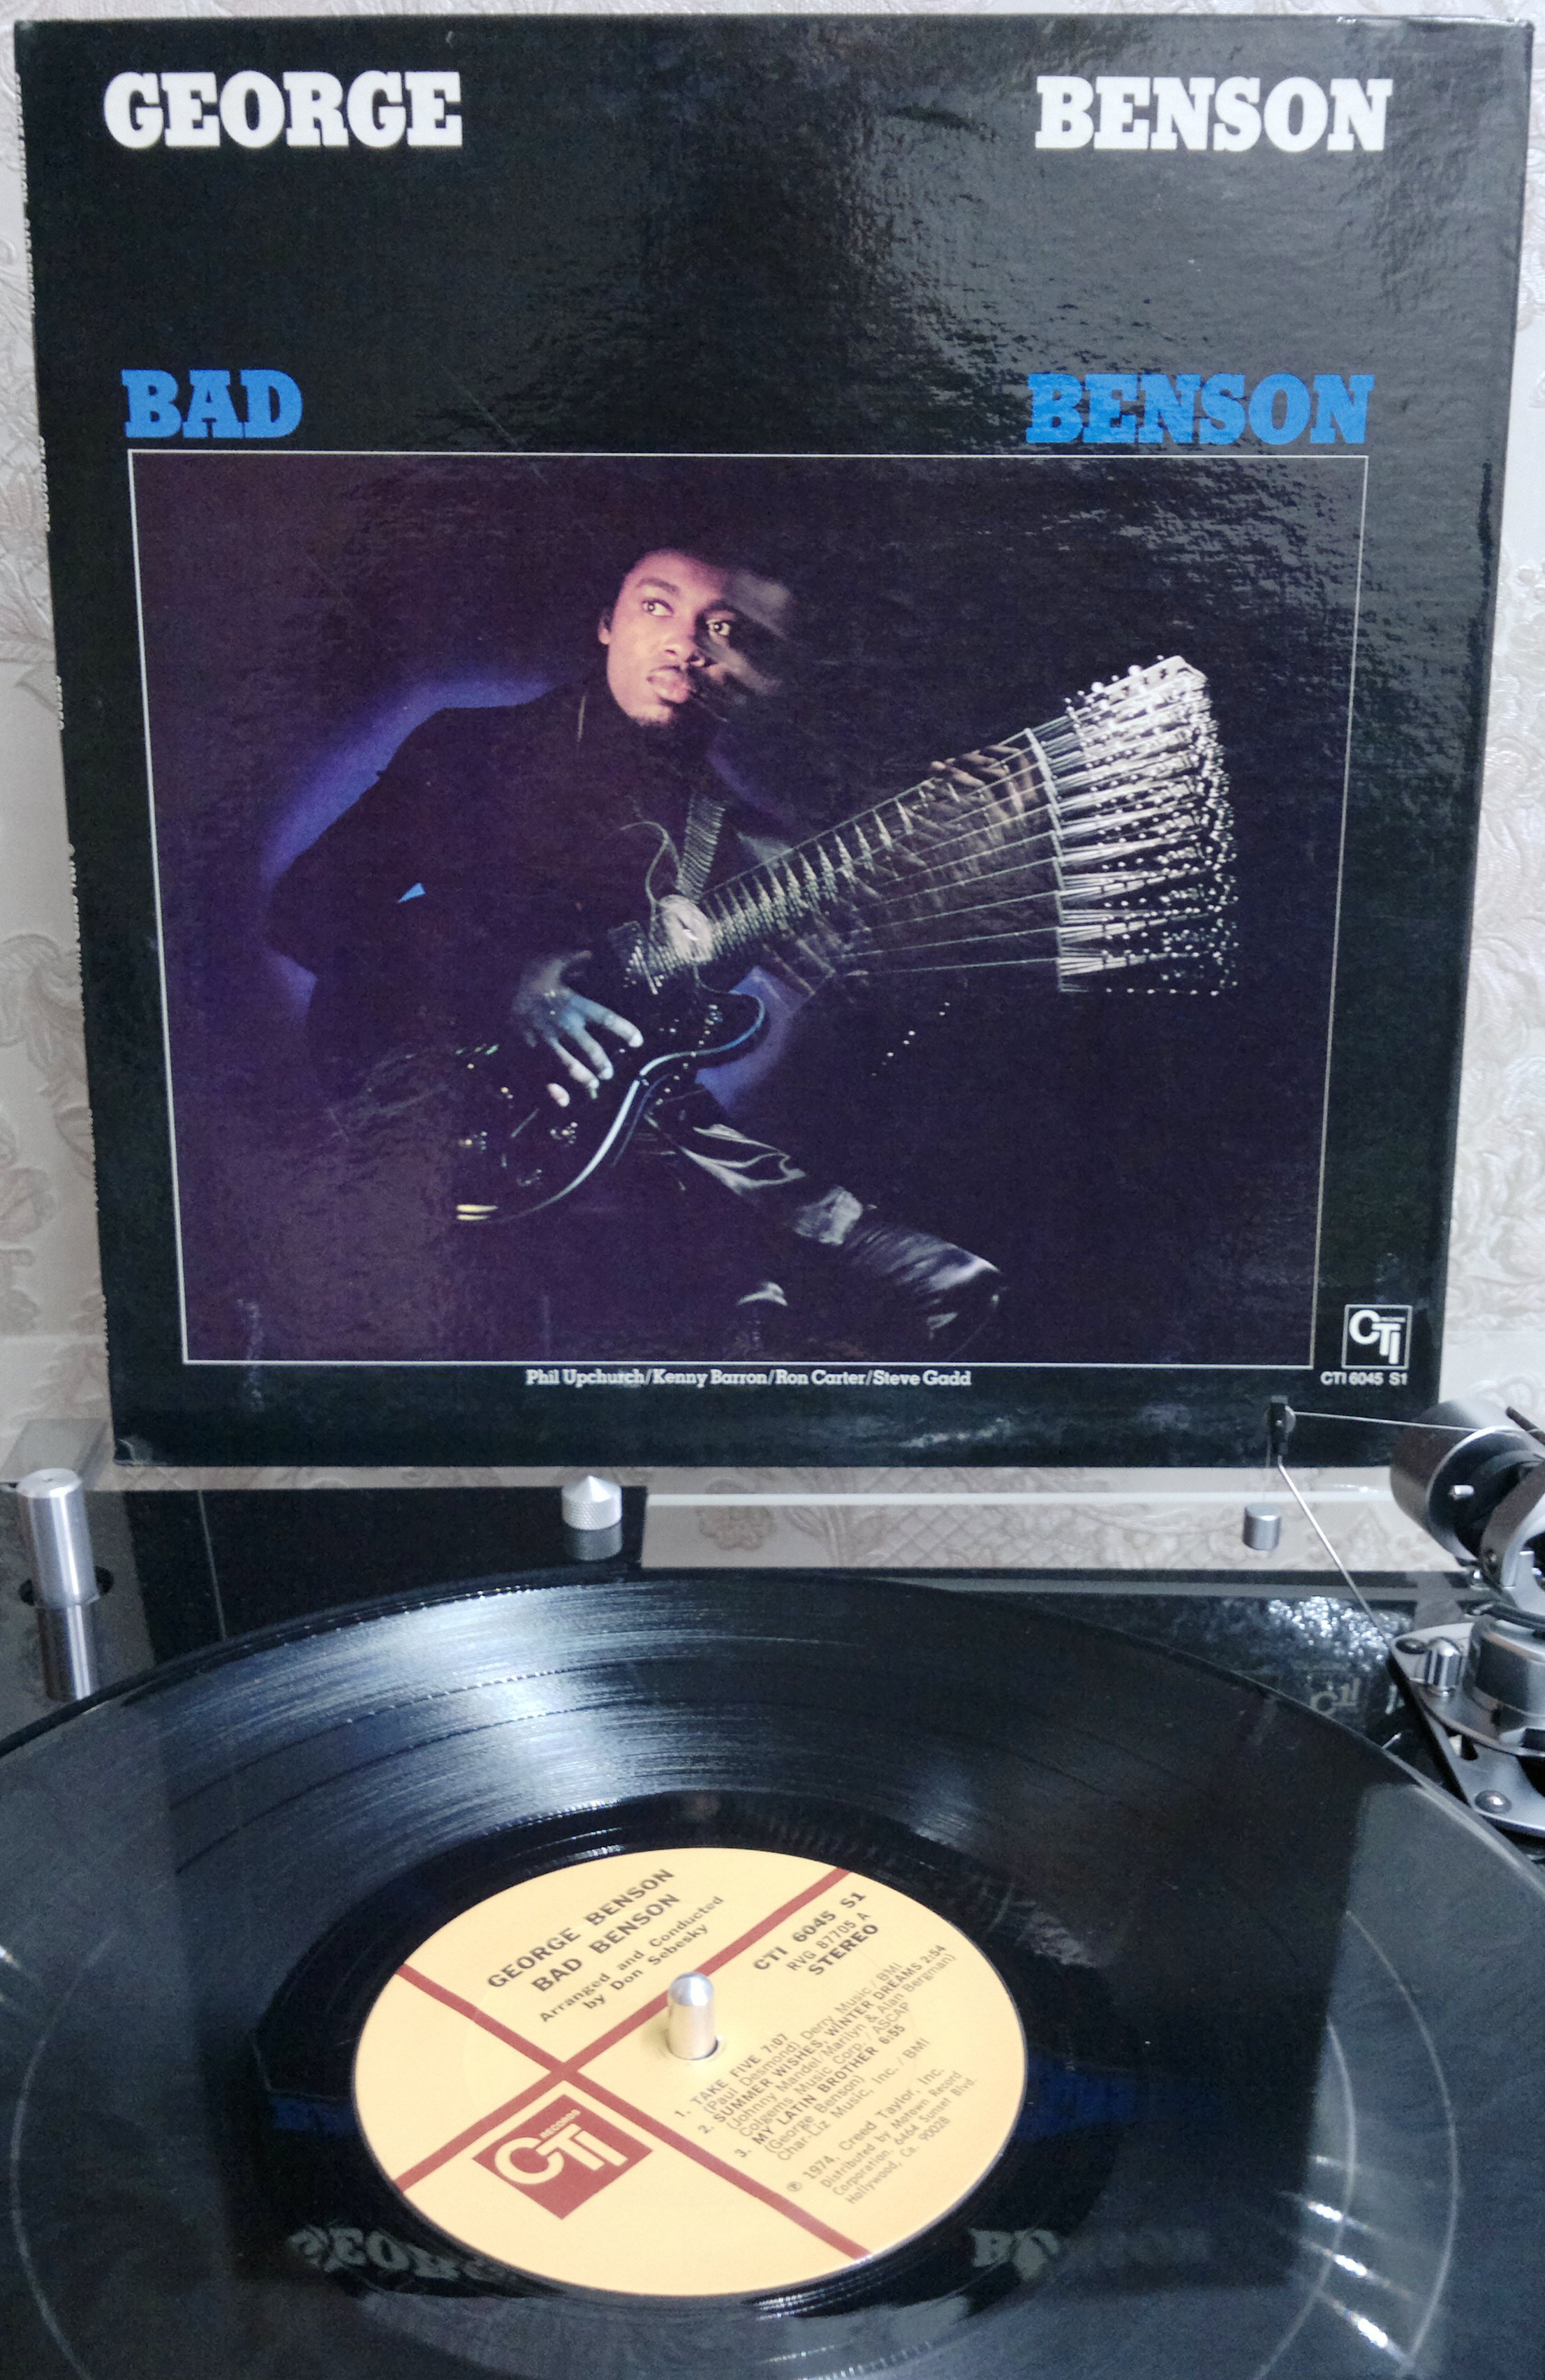 GEORGE BENSON
BAD BENSON
CTI RECORDS
Phil Upchurch/Kenny Barron/Ron Carter/Steve Gadd
CTI 6045 S1
GEORGE BENSON
BAD BENSON
Arranged and Conducted
by Don Sebesky
CTI 6045 S1
RVG 87705 A
STEREO
1. TAKE FIVE 7:07
(Paul Desmond) Derry Music / BMI
2. SUMMER WISHES, WINTER DREAMS 2:54
(Johnny Mandel/Marilyn & Alan Bergman)
Colgems Music Corp. / ASCAP
3. MY LATIN BROTHER 6:55
(George Benson)
Char-Liz Music, Inc. / BMI
℗ 1974, Creed Taylor, Inc.
Distributed by Motown Record
Corporation, 6464 Sunset Blvd.
Hollywood, Ca. 90028
CTI RECORDS